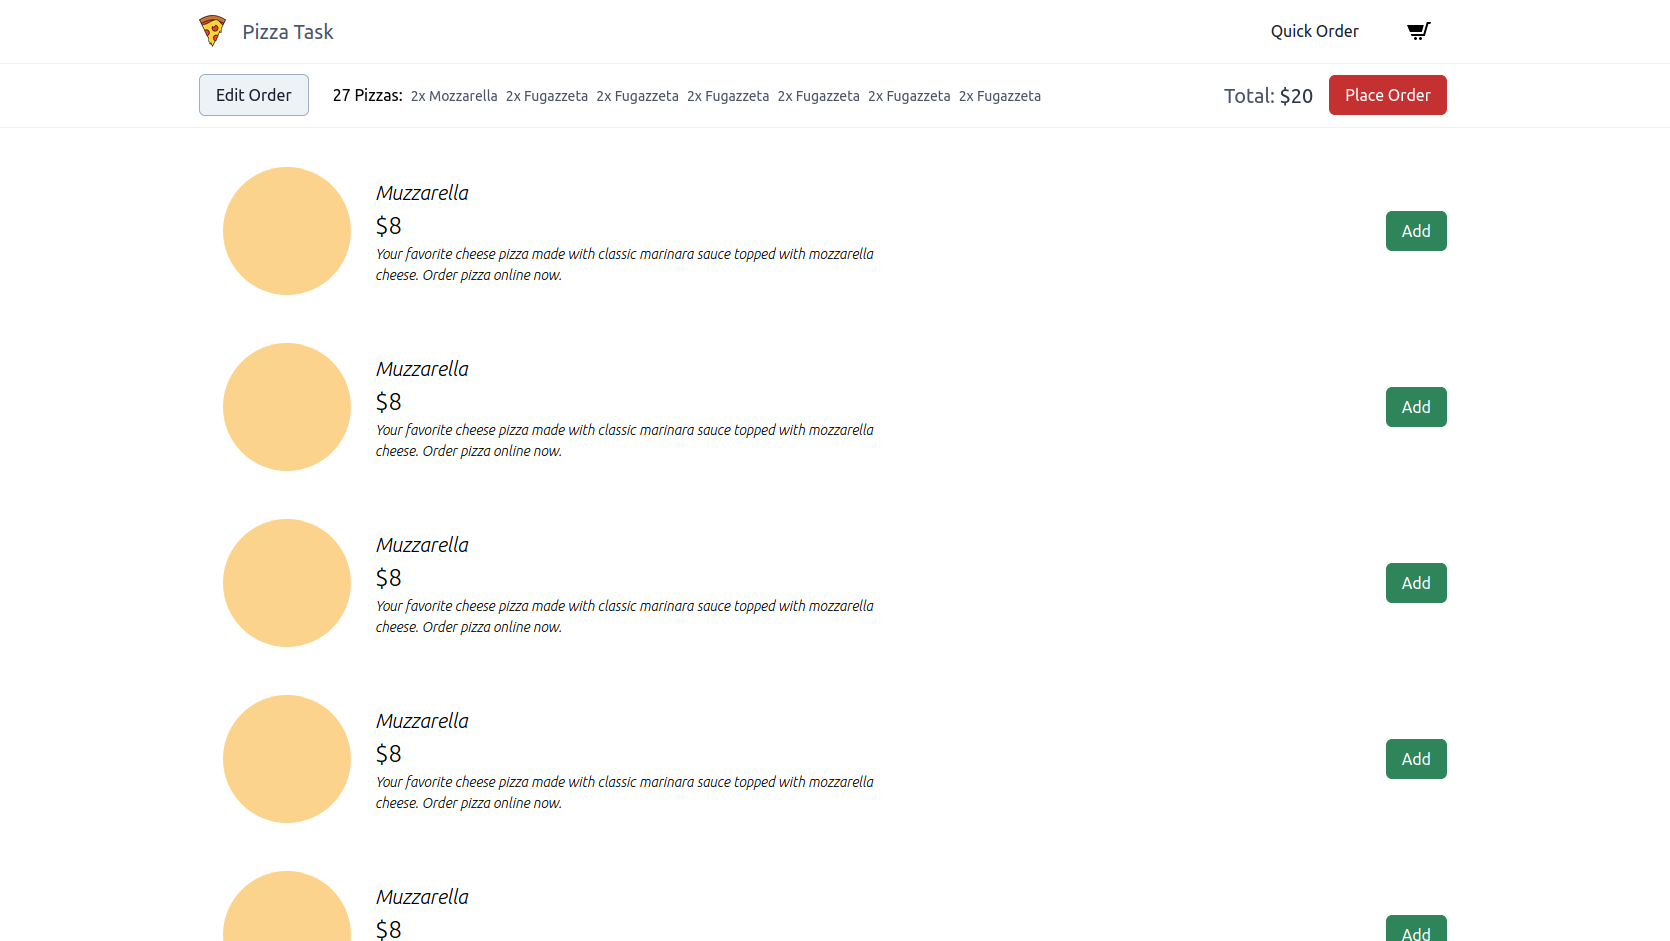 Pizza Task
Quick Order
Edit Order
27 Pizzas: 2x Mozzarella 2x Fugazzeta 2x Fugazzeta 2x Fugazzeta 2x Fugazzeta 2x Fugazzeta 2x Fugazzeta
Total: $20
Place Order
Muzzarella
$8
Your favorite cheese pizza made with classic marinara sauce topped with mozzarella
cheese. Order pizza online now.
Add
Muzzarella
$8
Your favorite cheese pizza made with classic marinara sauce topped with mozzarella
cheese. Order pizza online now.
Add
Muzzarella
$8
Your favorite cheese pizza made with classic marinara sauce topped with mozzarella
cheese. Order pizza online now.
Add
Muzzarella
$8
Your favorite cheese pizza made with classic marinara sauce topped with mozzarella
cheese. Order pizza online now.
Add
Muzzarella
$8
Add